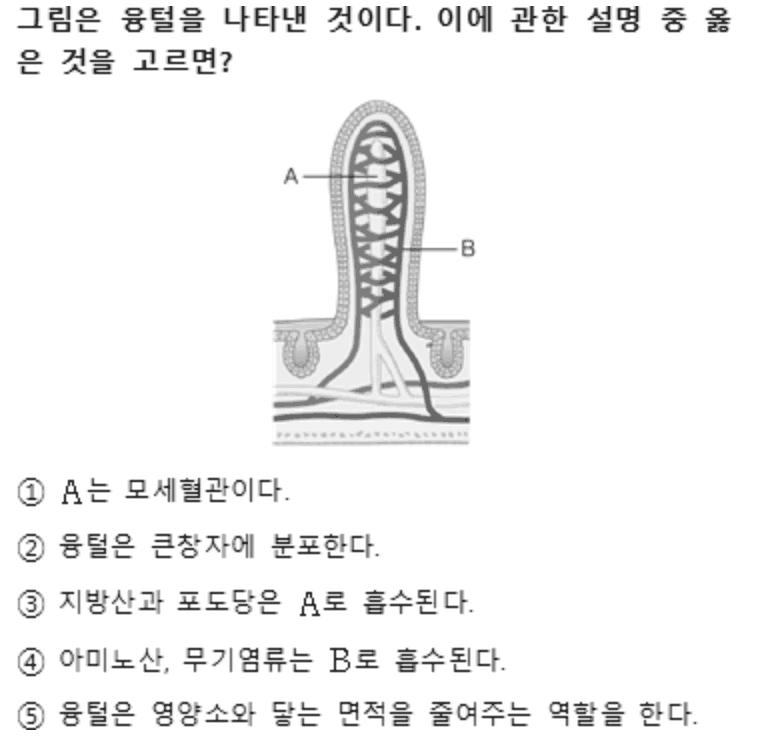 그림은 융털을 나타낸 것이다. 이에 관한 설명 중 옳
은 것을 고르면?
A
B
① A는 모세혈관이다.
② 융털은 큰창자에 분포한다.
③ 지방산과 포도당은 A로 흡수된다.
④ 아미노산, 무기염류는 B로 흡수된다.
⑤ 융털은 영양소와 닿는 면적을 줄여주는 역할을 한다.